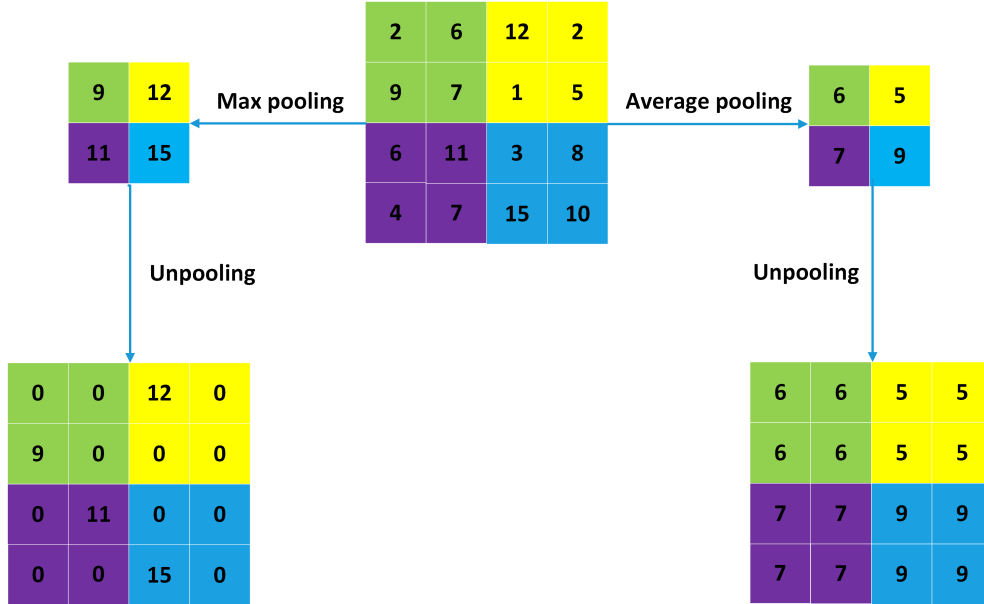 2 6 12 2
9 7 1 5
6 11 3 8
4 7 15 10
Max pooling
Average pooling
9 12
11 15
6 5
7 9
Unpooling
Unpooling
0 0 12 0
9 0 0 0
0 11 0 0
0 0 15 0
6 6 5 5
6 6 5 5
7 7 9 9
7 7 9 9